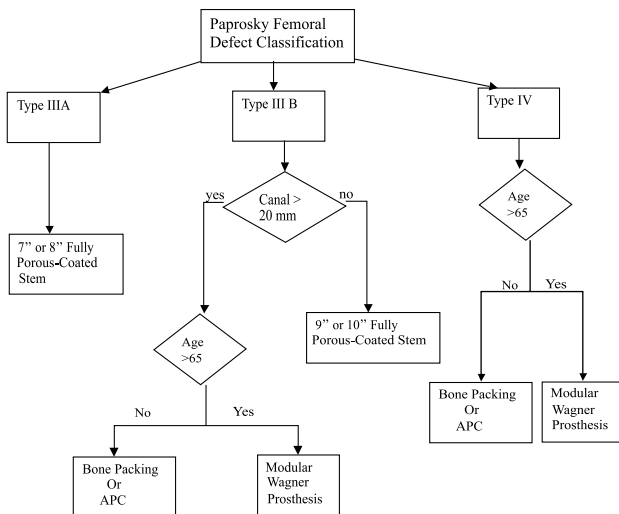 Paprosky Femoral
Defect Classification
Type IIIA
Type III B
Type IV
yes
Canal >
20 mm
no
Age
>65
7’’ or 8’’ Fully
Porous-Coated
Stem
No
Yes
9’’ or 10’’ Fully
Porous-Coated Stem
Age
>65
Bone Packing
Or
APC
Modular
Wagner
Prosthesis
No
Yes
Bone Packing
Or
APC
Modular
Wagner
Prosthesis